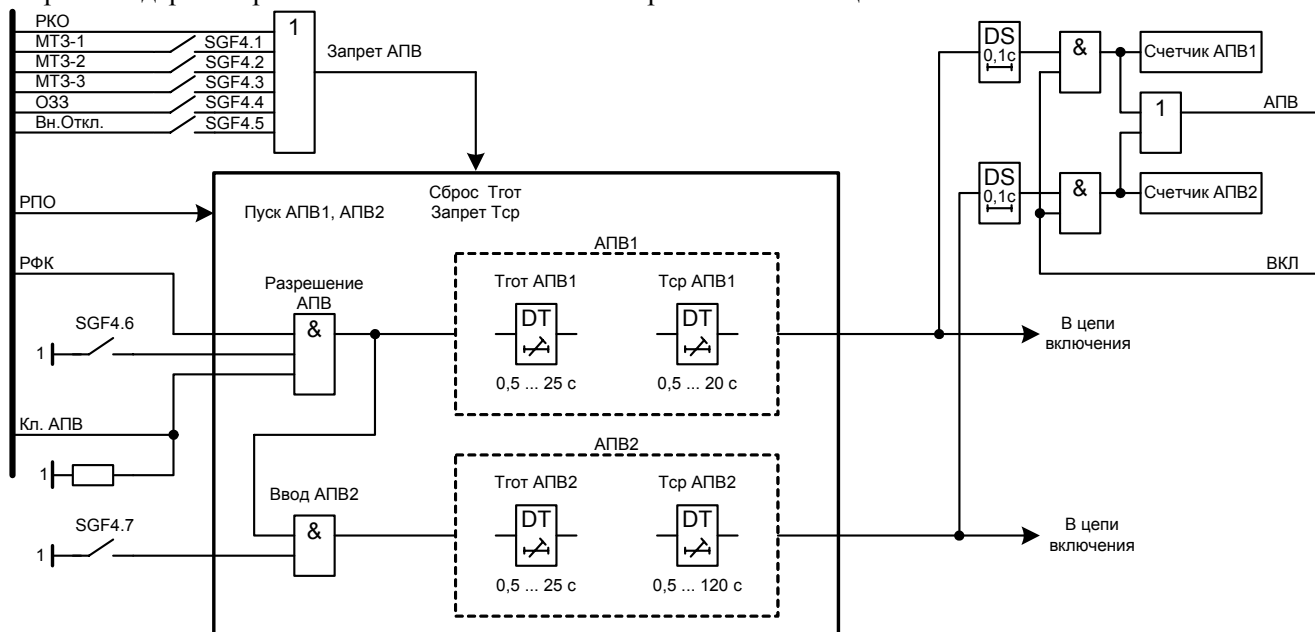 РКО
МТЗ-1
SGF4.1
МТЗ-2
SGF4.2
МТЗ-3
SGF4.3
ОЗЗ
SGF4.4
Вн.Откл.
SGF4.5
1
Запрет АПВ
DS
0,1с
&
Счетчик АПВ1
1
АПВ
DS
0,1с
&
Счетчик АПВ2
ВКЛ
РПО
Пуск АПВ1, АПВ2
Сброс Тгот
Запрет Тср
РФК
SGF4.6
1
Разрешение
АПВ
&
АПВ1
Тгот АПВ1
DT
0,5 ... 25 с
Тср АПВ1
DT
0,5 ... 20 с
В цепи
включения
Кл. АПВ
1
SGF4.7
1
Ввод АПВ2
&
АПВ2
Тгот АПВ2
DT
0,5 ... 25 с
Тср АПВ2
DT
0,5 ... 120 с
В цепи
включения